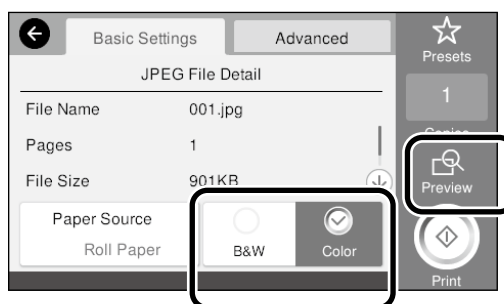 Basic Settings
Advanced
JPEG File Detail
File Name 001.jpg
Pages 1
File Size 901KB
Paper Source
Roll Paper
B&W
Color
Presets
1
Copies
Preview
Print